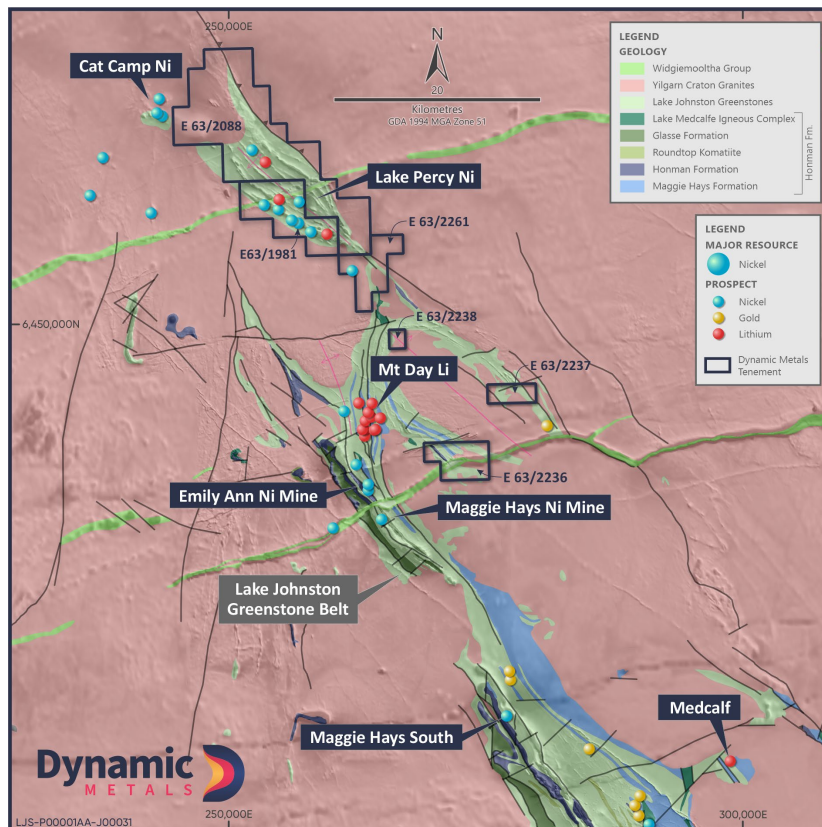 250,000E
N
20
Kilometres
GDA 1994 MGA Zone 51
LEGEND
GEOLOGY
Widgiemooltha Group
Yilgarn Craton Granites
Lake Johnston Greenstones
Lake Medcalfe Igneous Complex
Glasse Formation
Roundtop Komatiite
Honman Formation
Maggie Hays Formation
Honman Fm.
LEGEND
MAJOR RESOURCE
Nickel
PROSPECT
Nickel
Gold
Lithium
Dynamic Metals
Tenement
Cat Camp Ni
E 63/2088
Lake Percy Ni
E 63/2261
E63/1981
6,450,000N
E 63/2238
E 63/2237
Mt Day Li
E 63/2236
Emily Ann Ni Mine
Maggie Hays Ni Mine
Lake Johnston
Greenstone Belt
Maggie Hays South
Medcalf
Dynamic
METALS
LJS-P00001AA-J00031
250,000E
300,000E